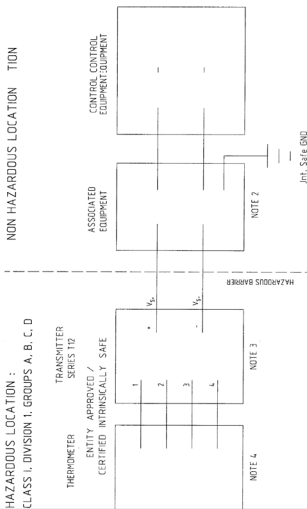 HAZARDOUS LOCATION :
CLASS I, DIVISION 1, GROUPS A, B, C, D
NON HAZARDOUS LOCATION TION
THERMOMETER
TRANSMITTER
SERIES T12
ENTITY APPROVED /
CERTIFIED INTRINSICALLY SAFE
ASSOCIATED
EQUIPMENT
CONTROL CONTROL
EQUIPMENT EQUIPMENT
1
2
3
4
+
Vs+
-
Vs-
HAZARDOUS BARRIER
NOTE 4
NOTE 3
NOTE 2
Int. Safe GND